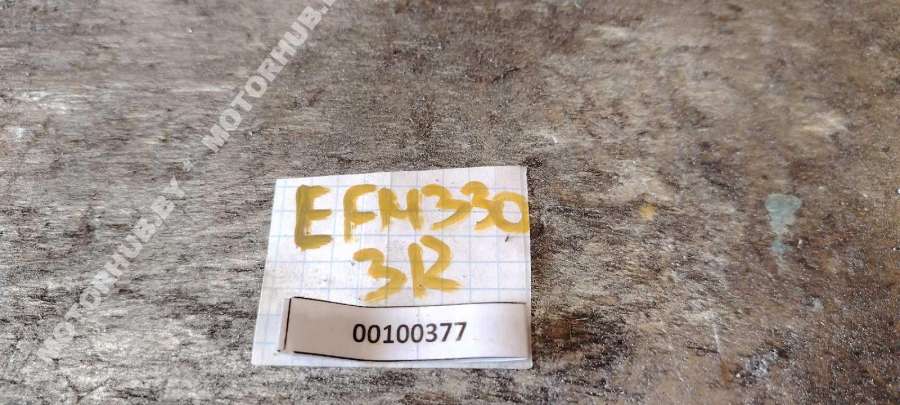 MOTORHUB.BY - MOTORHUB.BY
EFM330
3R
00100377